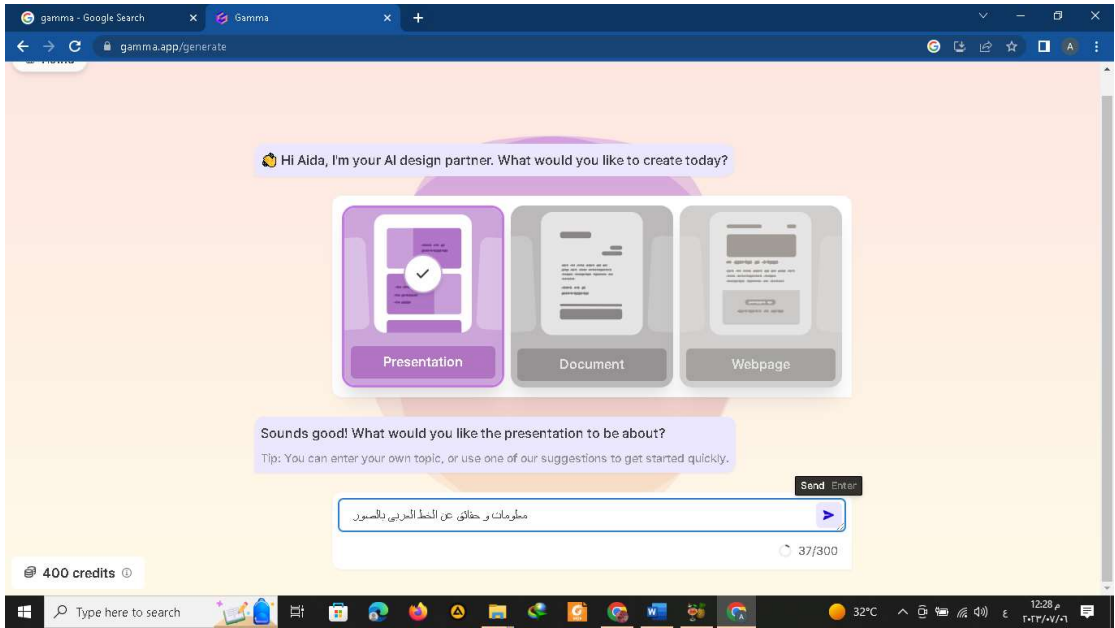 gamma - Google Search
Gamma
gamma.app/generate
A
Hi Aida, I'm your AI design partner. What would you like to create today?
Presentation
Document
Webpage
Sounds good! What would you like the presentation to be about?
Tip: You can enter your own topic, or use one of our suggestions to get started quickly.
Send Enter
معلومات و حقائق عن الخط العربي بالصور
37/300
400 credits
Type here to search
32°C
ع
12:28 م
٢٠٢٣/٠٧/٠٦